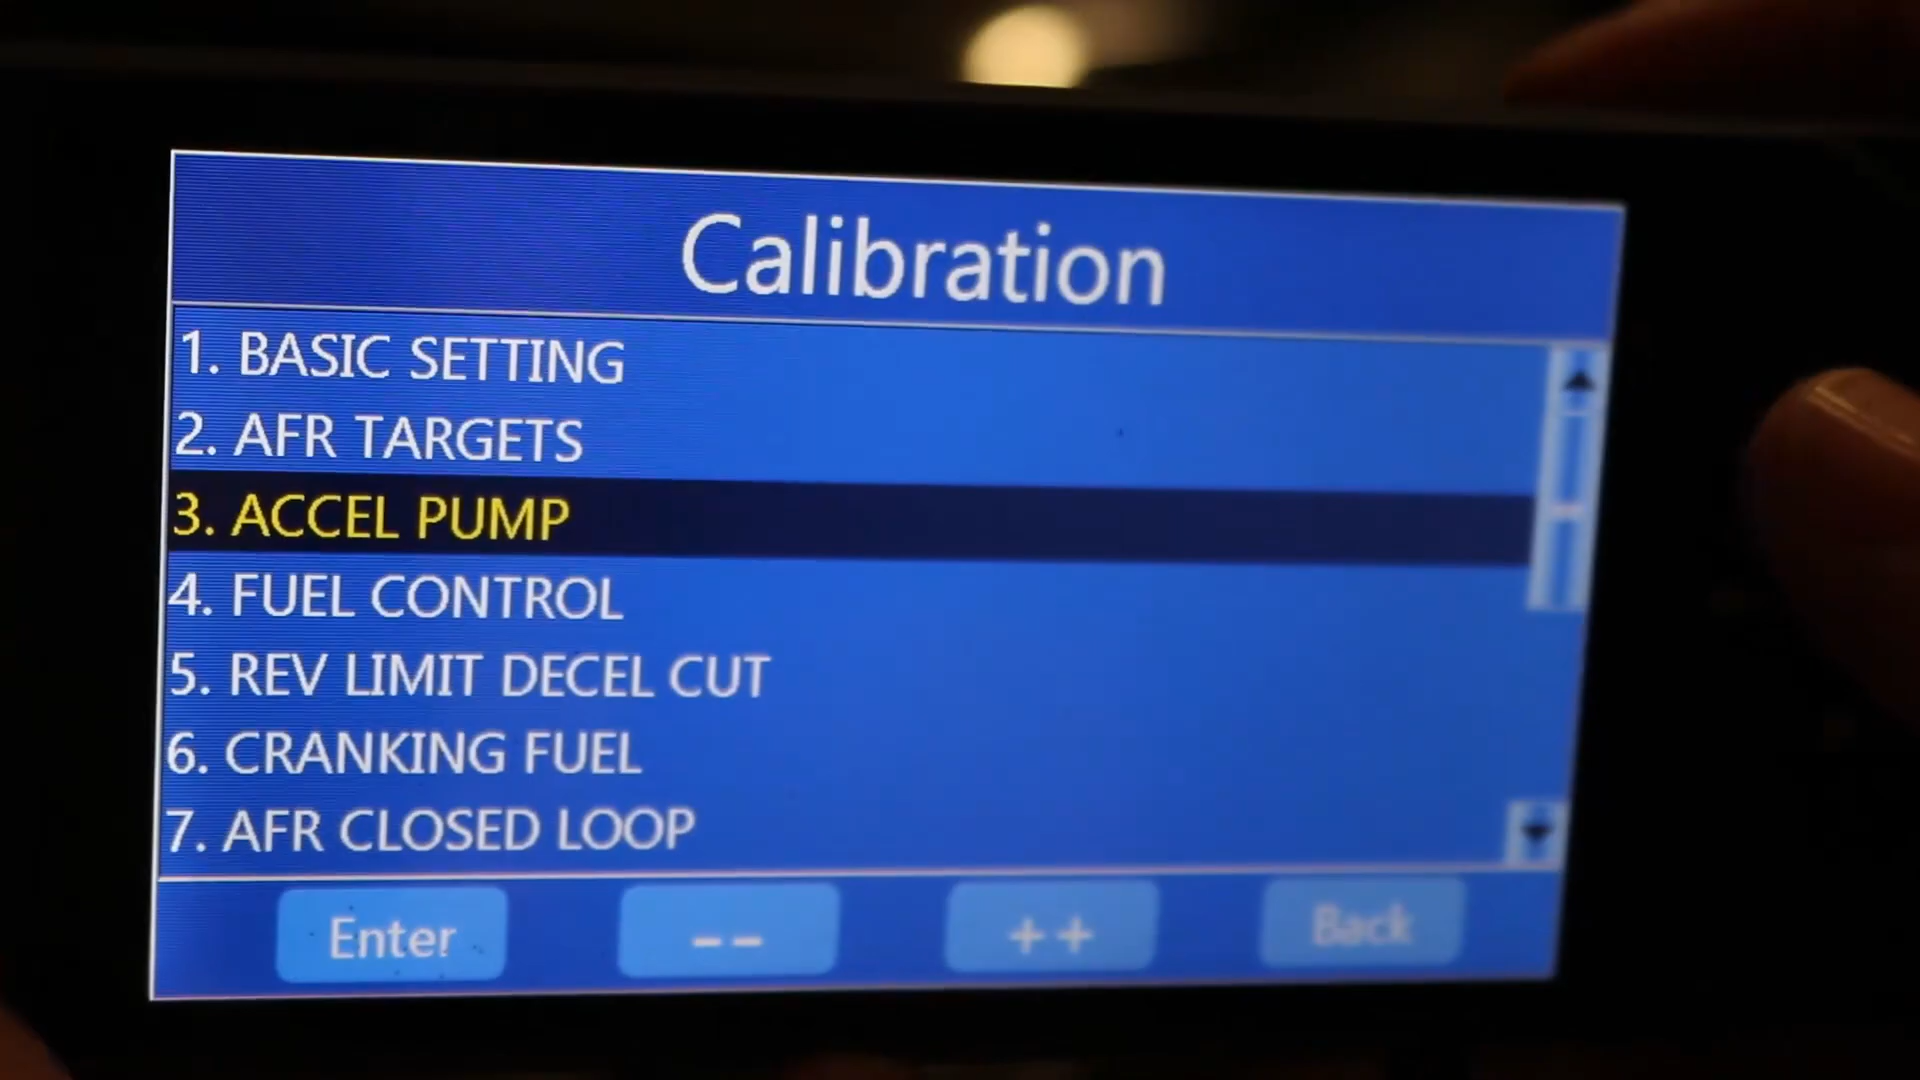 Calibration
1. BASIC SETTING
2. AFR TARGETS
3. ACCEL PUMP
4. FUEL CONTROL
5. REV LIMIT DECEL CUT
6. CRANKING FUEL
7. AFR CLOSED LOOP
Enter -- ++ Back